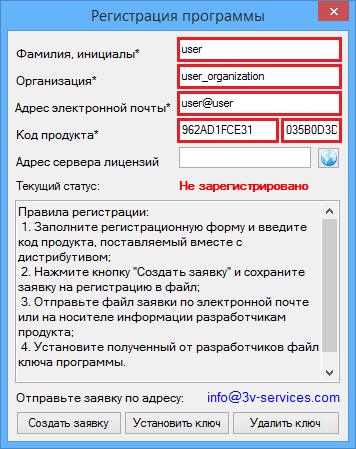 Регистрация программы
Фамилия, инициалы* user
Организация* user_organization
Адрес электронной почты* user@user
Код продукта* 962AD1FCE31 035B0D3D
Адрес сервера лицензий
Текущий статус: Не зарегистрировано
Правила регистрации:
1. Заполните регистрационную форму и введите
код продукта, поставляемый вместе с
дистрибутивом;
2. Нажмите кнопку "Создать заявку" и сохраните
заявку на регистрацию в файл;
3. Отправьте файл заявки по электронной почте
или на носителе информации разработчикам
продукта;
4. Установите полученный от разработчиков файл
ключа программы.
Отправьте заявку по адресу: info@3v-services.com
Создать заявку Установить ключ Удалить ключ